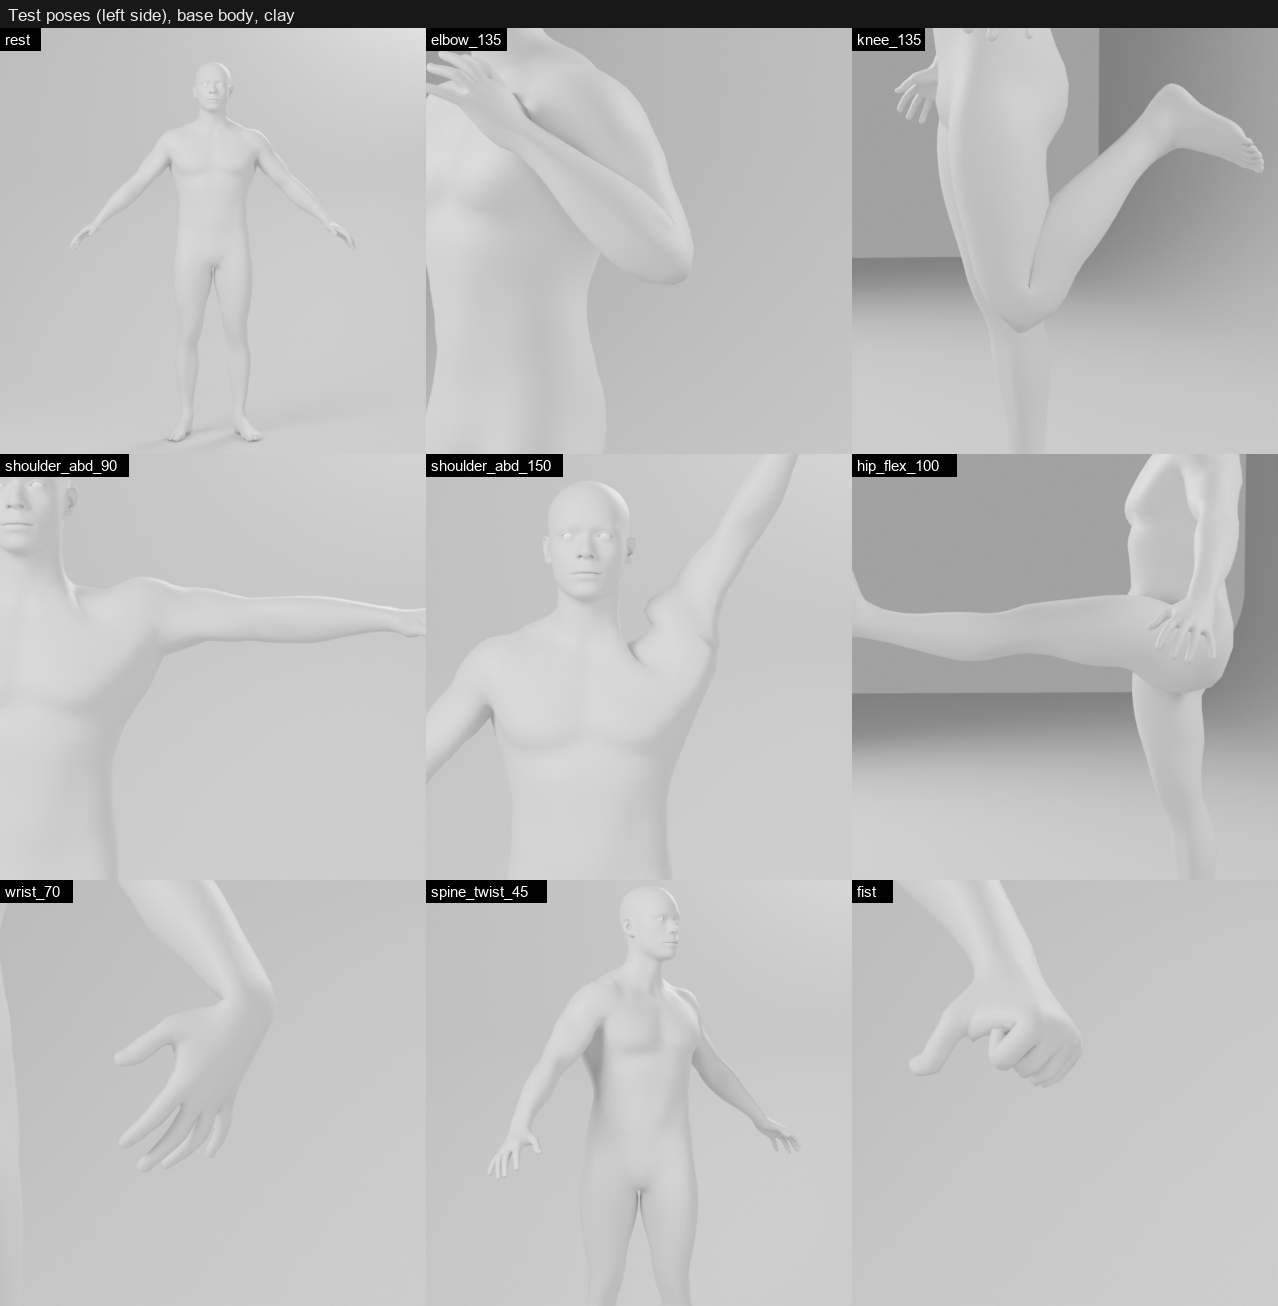 Test poses (left side), base body, clay
rest
elbow_135
knee_135
shoulder_abd_90
shoulder_abd_150
hip_flex_100
wrist_70
spine_twist_45
fist